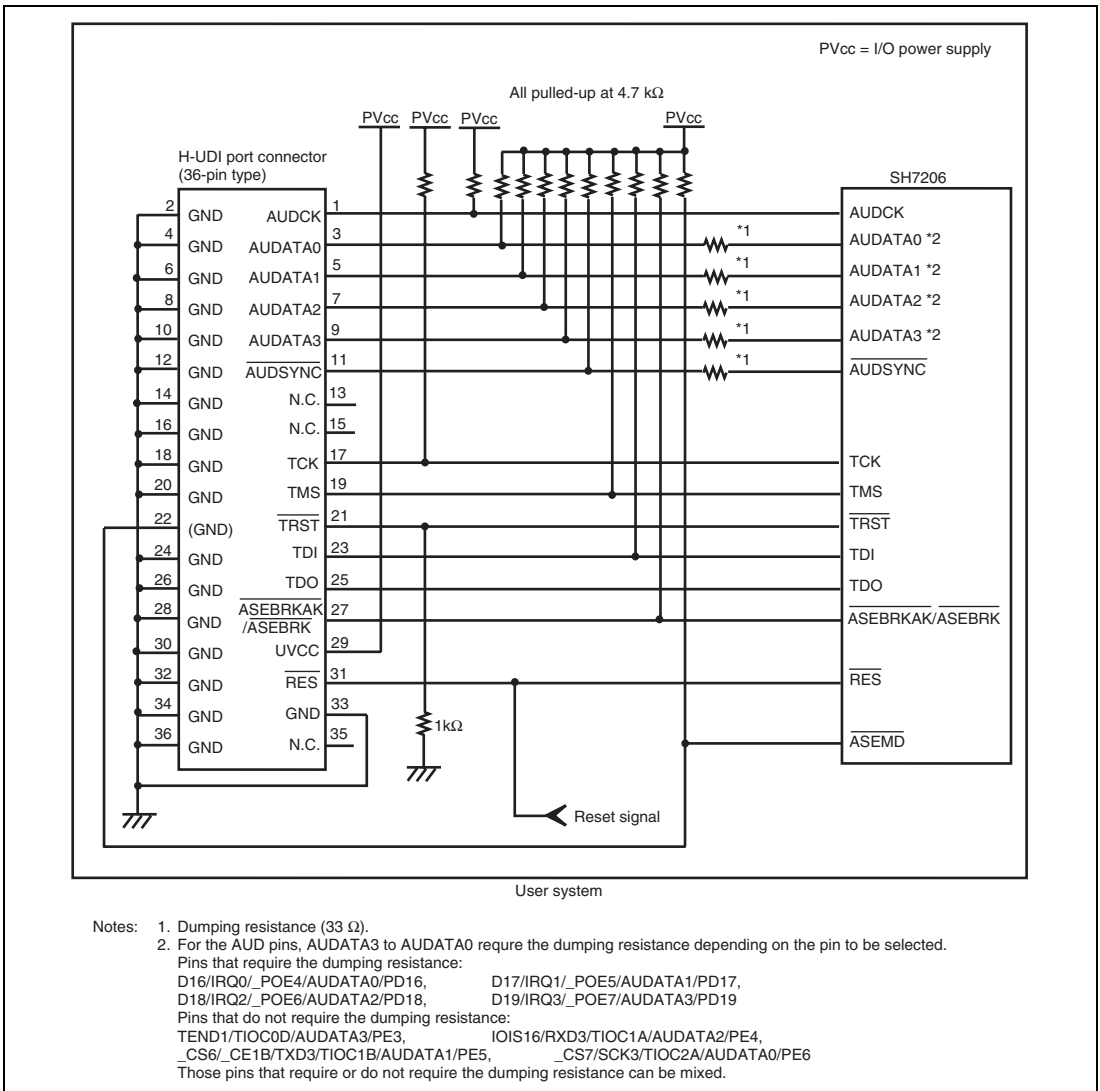 PVcc = I/O power supply
All pulled-up at 4.7 kΩ
PVcc PVcc PVcc PVcc
H-UDI port connector
(36-pin type)
SH7206
2 GND AUDCK 1 AUDCK
4 GND AUDATA0 3 *1 AUDATA0 *2
6 GND AUDATA1 5 *1 AUDATA1 *2
8 GND AUDATA2 7 *1 AUDATA2 *2
10 GND AUDATA3 9 *1 AUDATA3 *2
12 GND AUDSYNC 11 *1 AUDSYNC
14 GND N.C. 13
16 GND N.C. 15
18 GND TCK 17 TCK
20 GND TMS 19 TMS
22 (GND) TRST 21 TRST
24 GND TDI 23 TDI
26 GND TDO 25 TDO
28 GND ASEBRKAK 27 ASEBRKAK/ASEBRK
/ASEBRK
30 GND UVCC 29
32 GND RES 31 RES
34 GND GND 33 1kΩ
36 GND N.C. 35 ASEMD
Reset signal
User system
Notes: 1. Dumping resistance (33 Ω).
2. For the AUD pins, AUDATA3 to AUDATA0 requre the dumping resistance depending on the pin to be selected.
Pins that require the dumping resistance:
D16/IRQ0/_POE4/AUDATA0/PD16, D17/IRQ1/_POE5/AUDATA1/PD17,
D18/IRQ2/_POE6/AUDATA2/PD18, D19/IRQ3/_POE7/AUDATA3/PD19
Pins that do not require the dumping resistance:
TEND1/TIOC0D/AUDATA3/PE3, IOIS16/RXD3/TIOC1A/AUDATA2/PE4,
_CS6/_CE1B/TXD3/TIOC1B/AUDATA1/PE5, _CS7/SCK3/TIOC2A/AUDATA0/PE6
Those pins that require or do not require the dumping resistance can be mixed.